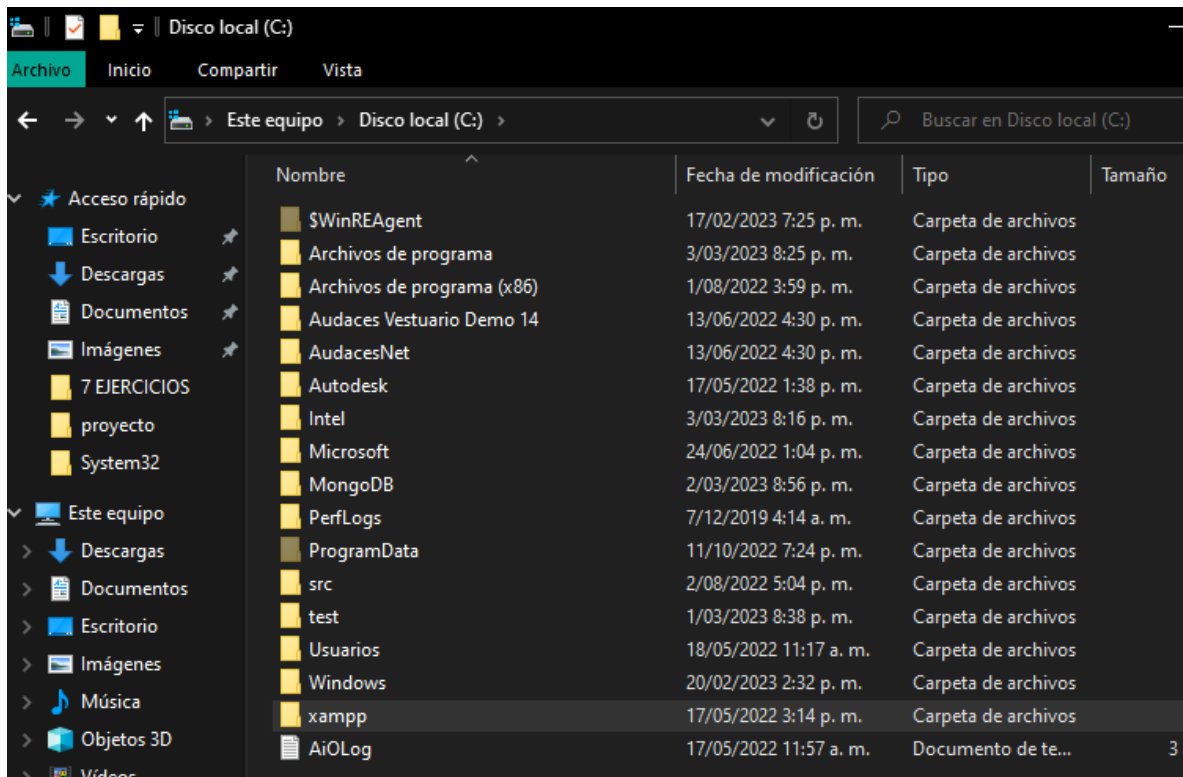 Disco local (C:)
Archivo Inicio Compartir Vista
Este equipo Disco local (C:) Buscar en Disco local (C:)
Nombre Fecha de modificación Tipo Tamaño
Acceso rápido
Escritorio
Descargas
Documentos
Imágenes
7 EJERCICIOS
proyecto
System32
Este equipo
Descargas
Documentos
Escritorio
Imágenes
Música
Objetos 3D
Vídeos
$WinREAgent 17/02/2023 7:25 p. m. Carpeta de archivos
Archivos de programa 3/03/2023 8:25 p. m. Carpeta de archivos
Archivos de programa (x86) 1/08/2022 3:59 p. m. Carpeta de archivos
Audaces Vestuario Demo 14 13/06/2022 4:30 p. m. Carpeta de archivos
AudacesNet 13/06/2022 4:30 p. m. Carpeta de archivos
Autodesk 17/05/2022 1:38 p. m. Carpeta de archivos
Intel 3/03/2023 8:16 p. m. Carpeta de archivos
Microsoft 24/06/2022 1:04 p. m. Carpeta de archivos
MongoDB 2/03/2023 8:56 p. m. Carpeta de archivos
PerfLogs 7/12/2019 4:14 a. m. Carpeta de archivos
ProgramData 11/10/2022 7:24 p. m. Carpeta de archivos
src 2/08/2022 5:04 p. m. Carpeta de archivos
test 1/03/2023 8:38 p. m. Carpeta de archivos
Usuarios 18/05/2022 11:17 a. m. Carpeta de archivos
Windows 20/02/2023 2:32 p. m. Carpeta de archivos
xampp 17/05/2022 3:14 p. m. Carpeta de archivos
AiOLog 17/05/2022 11:57 a. m. Documento de te... 3